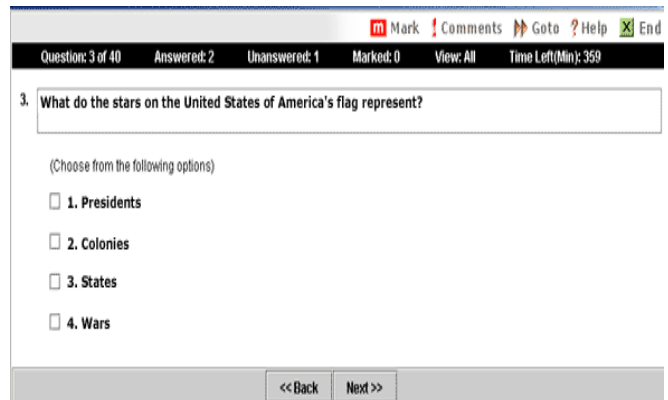 m Mark ! Comments Goto ? Help X End
Question: 3 of 40 Answered: 2 Unanswered: 1 Marked: 0 View: All Time Left(Min): 359
3. What do the stars on the United States of America's flag represent?
(Choose from the following options)
1. Presidents
2. Colonies
3. States
4. Wars
<< Back Next >>